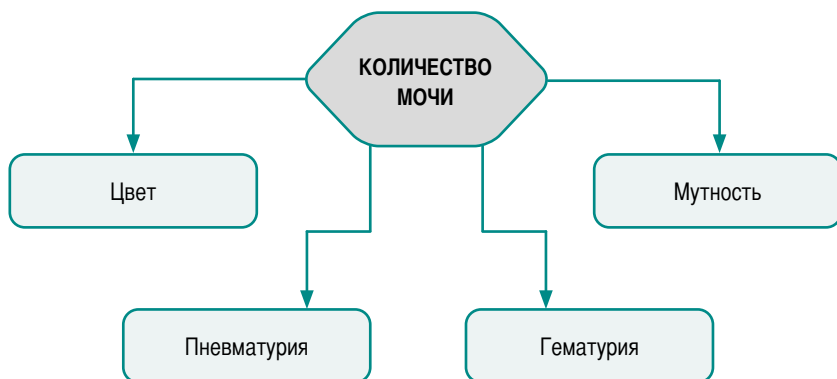 КОЛИЧЕСТВО
МОЧИ
Цвет
Мутность
Пневматурия
Гематурия